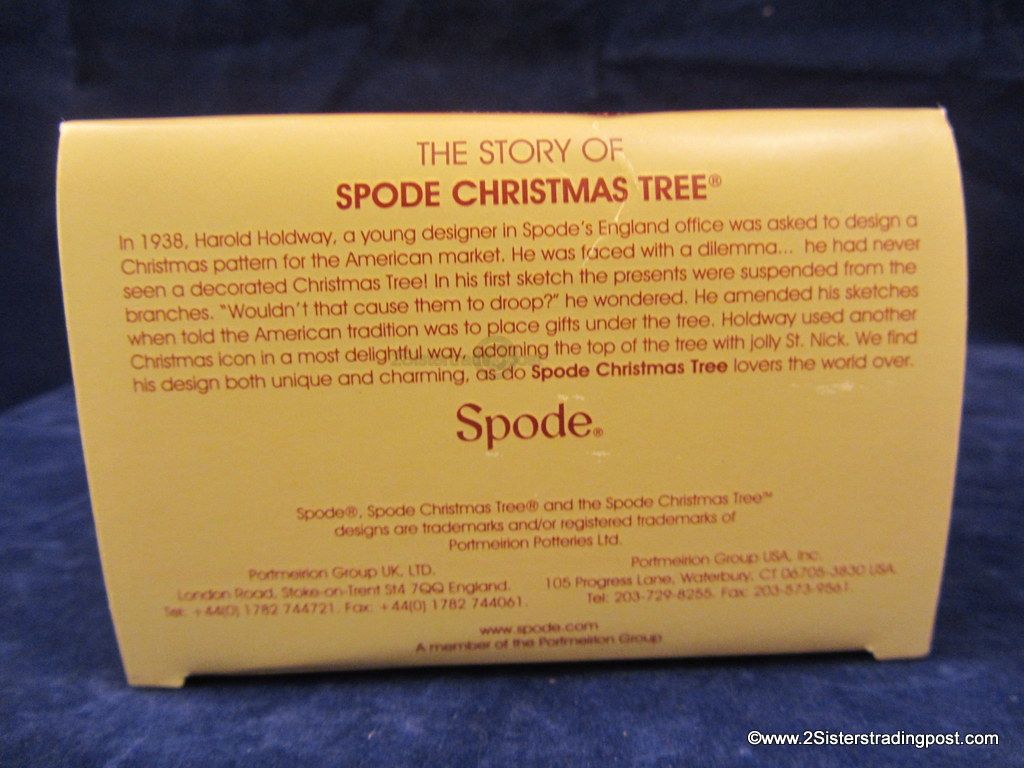 THE STORY OF
SPODE CHRISTMAS TREE®
In 1938, Harold Holdway, a young designer in Spode's England office was asked to design a
Christmas pattern for the American market. He was faced with a dilemma... he had never
seen a decorated Christmas Tree! In his first sketch the presents were suspended from the
branches. "Wouldn't that cause them to droop?" he wondered. He amended his sketches
when told the American tradition was to place gifts under the tree. Holdway used another
Christmas icon in a most delightful way, adorning the top of the tree with jolly St. Nick. We find
his design both unique and charming, as do Spode Christmas Tree lovers the world over.
Spode®
Spode®, Spode Christmas Tree® and the Spode Christmas Tree™
designs are trademarks and/or registered trademarks of
Portmeirion Potteries Ltd.
Portmeirion Group UK, LTD.
London Road, Stoke-on-Trent St4 7QQ England.
Tel: +44(0) 1782 744721. Fax: +44(0) 1782 744061.
Portmeirion Group USA, Inc.
105 Progress Lane, Waterbury, CT 06705-3830 USA.
Tel: 203-729-8255. Fax: 203-573-9561.
www.spode.com
A member of the Portmeirion Group
©www.2Sisterstradingpost.com